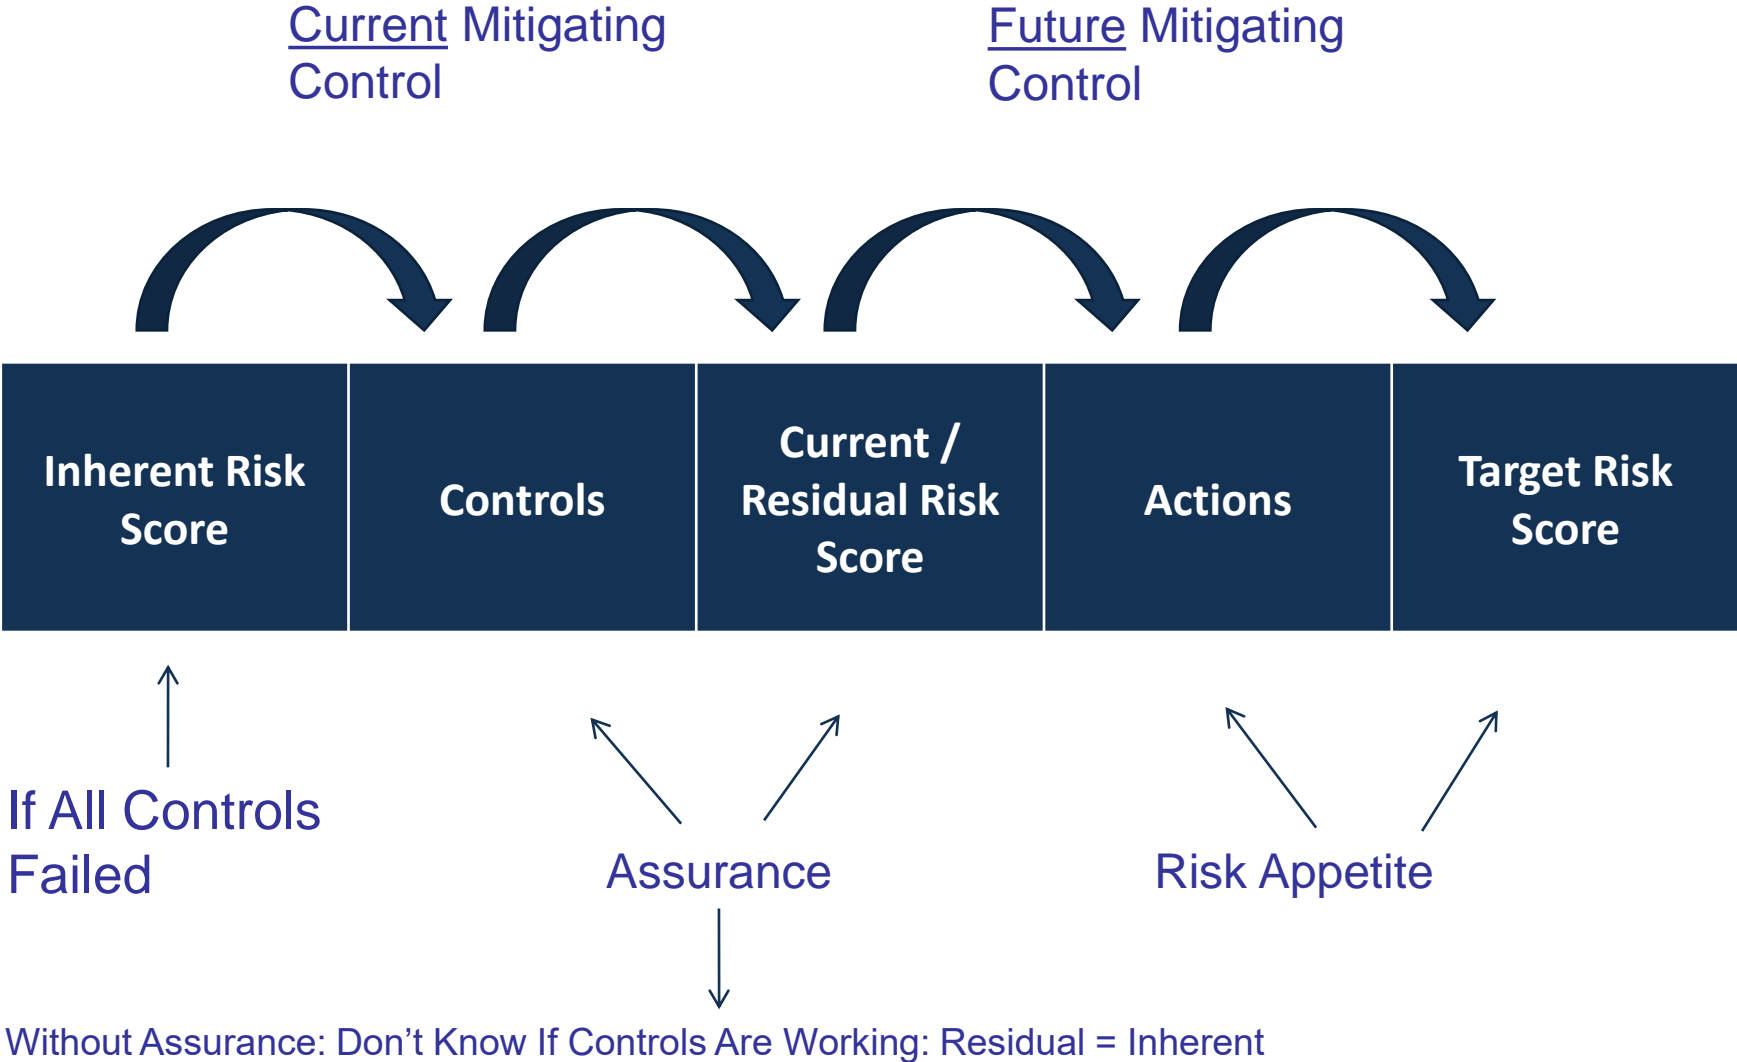 Current Mitigating
Control
Future Mitigating
Control
Inherent Risk
Score
Controls
Current /
Residual Risk
Score
Actions
Target Risk
Score
If All Controls
Failed
Assurance
Risk Appetite
Without Assurance: Don’t Know If Controls Are Working: Residual = Inherent